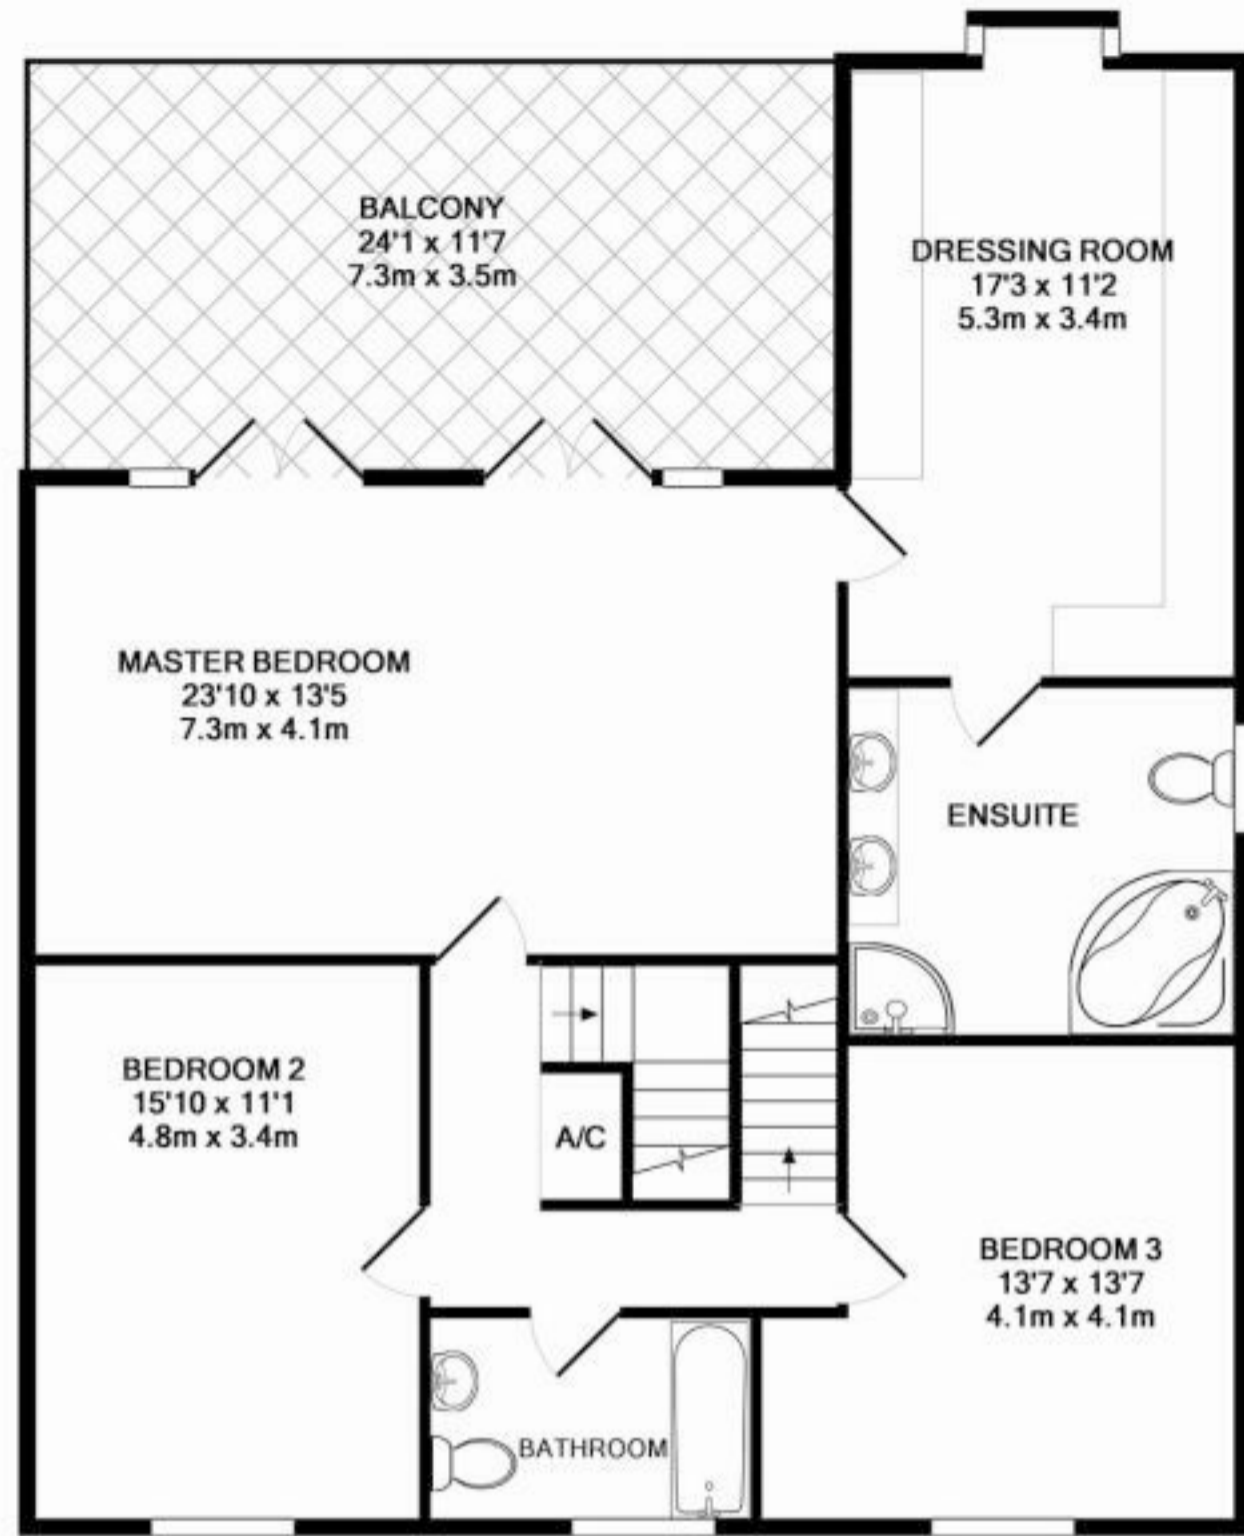 BALCONY
24'1 x 11'7
7.3m x 3.5m
DRESSING ROOM
17'3 x 11'2
5.3m x 3.4m
MASTER BEDROOM
23'10 x 13'5
7.3m x 4.1m
ENSUITE
BEDROOM 2
15'10 x 11'1
4.8m x 3.4m
A/C
BEDROOM 3
13'7 x 13'7
4.1m x 4.1m
BATHROOM